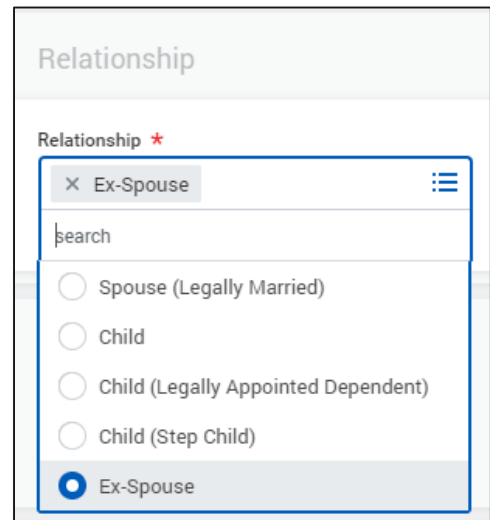 Relationship
Relationship *
× Ex-Spouse
search
Spouse (Legally Married)
Child
Child (Legally Appointed Dependent)
Child (Step Child)
Ex-Spouse